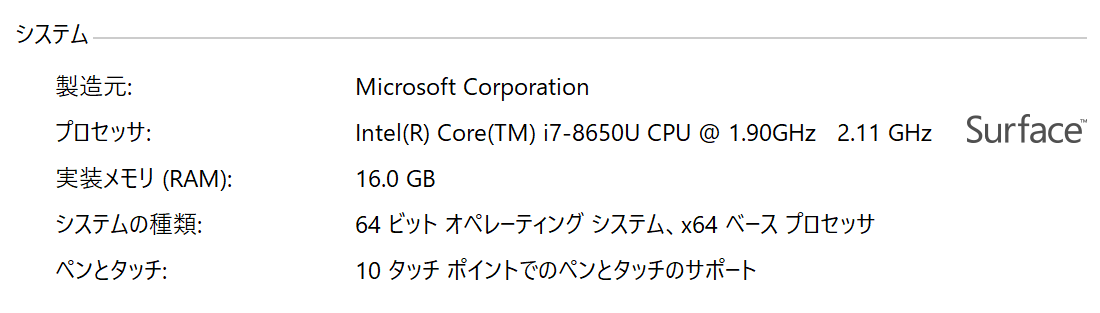 システム
製造元: Microsoft Corporation
プロセッサ: Intel(R) Core(TM) i7-8650U CPU @ 1.90GHz 2.11 GHz
Surface™
実装メモリ (RAM): 16.0 GB
システムの種類: 64 ビット オペレーティング システム、x64 ベース プロセッサ
ペンとタッチ: 10 タッチ ポイントでのペンとタッチのサポート